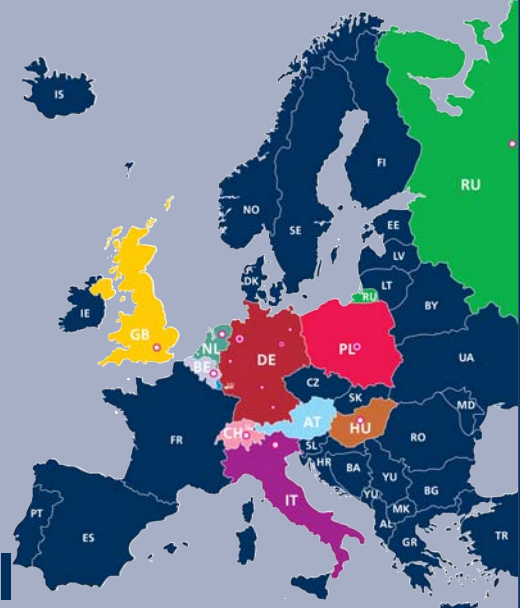 IS
FI
RU
NO
SE
EE
LV
DK
LT
RU
BY
IE
GB
NL
BE
DE
PL
UA
CZ
SK
MD
FR
CH
AT
HU
RO
SL
HR
BA
YU
YU
BG
MK
AL
IT
PT
ES
GR
TR